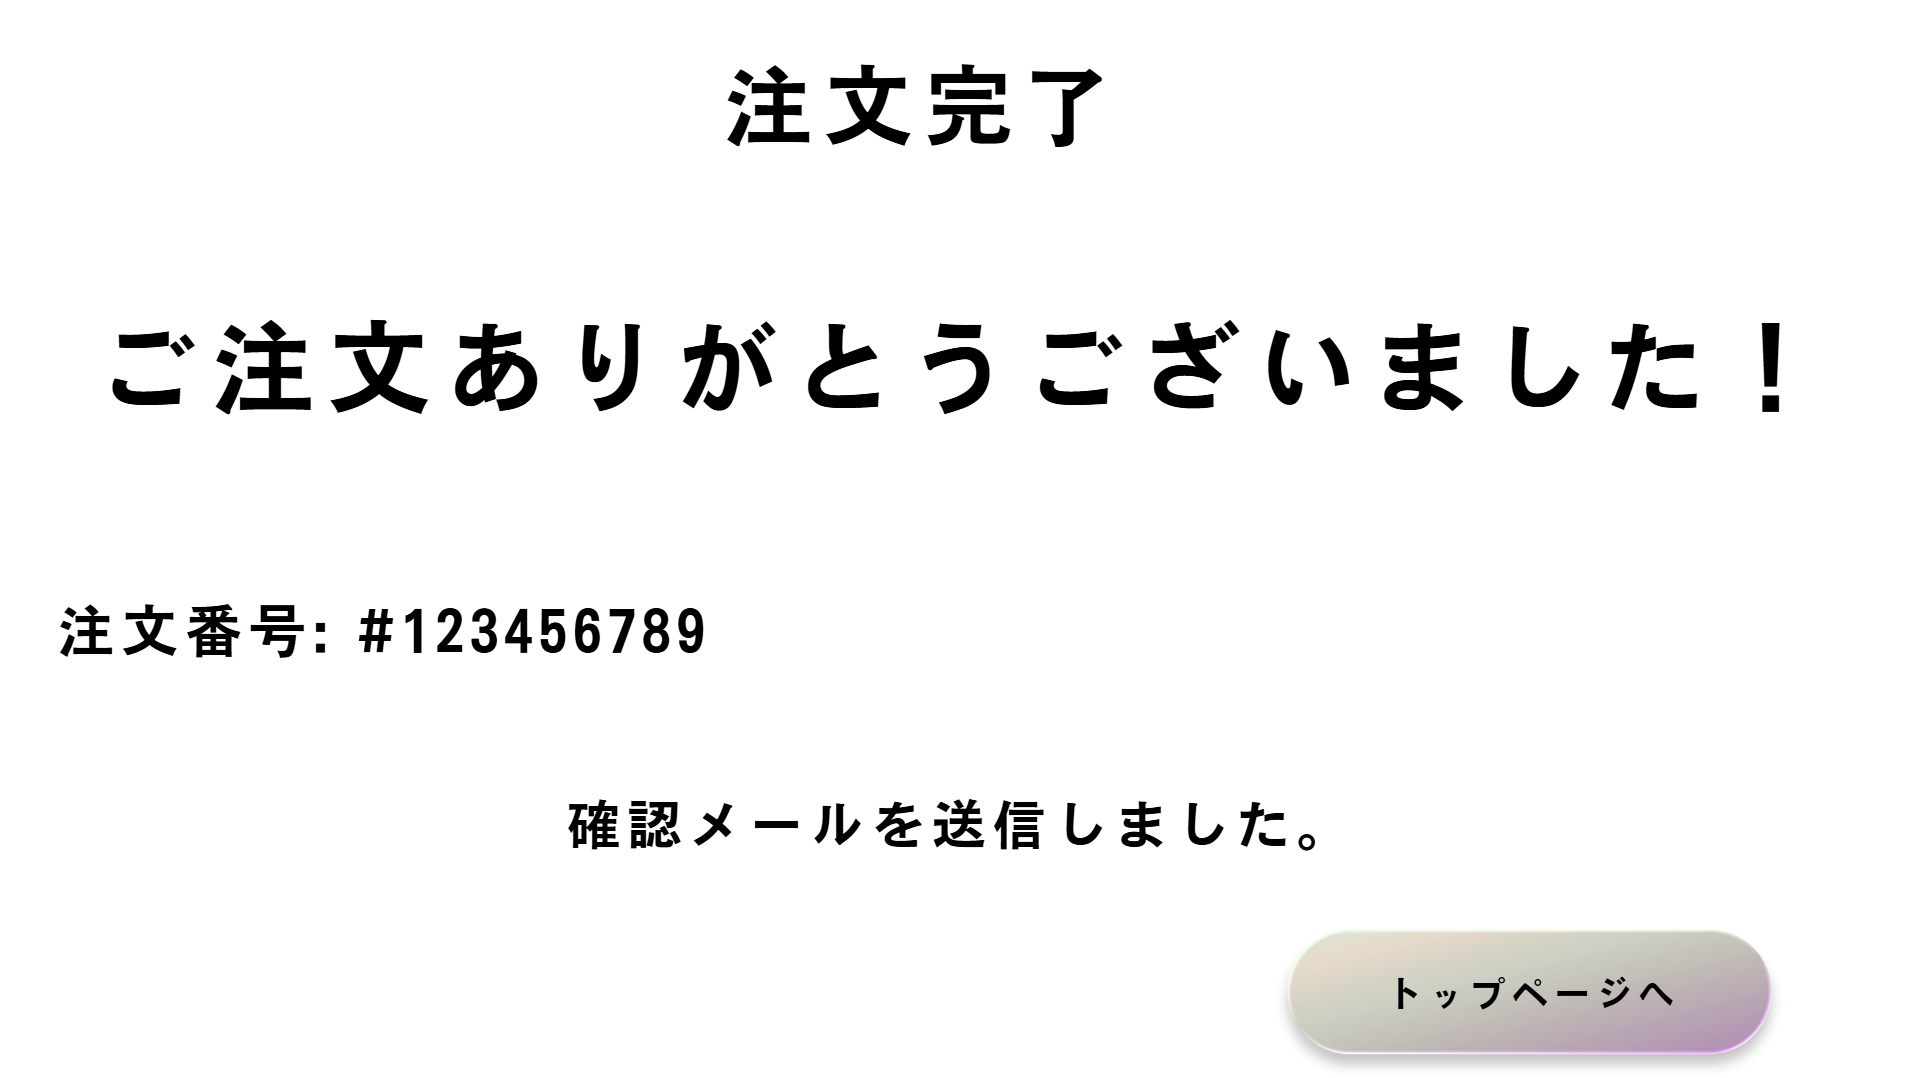 注文完了
ご注文ありがとうございました！
注文番号: #123456789
確認メールを送信しました。
トップページへ